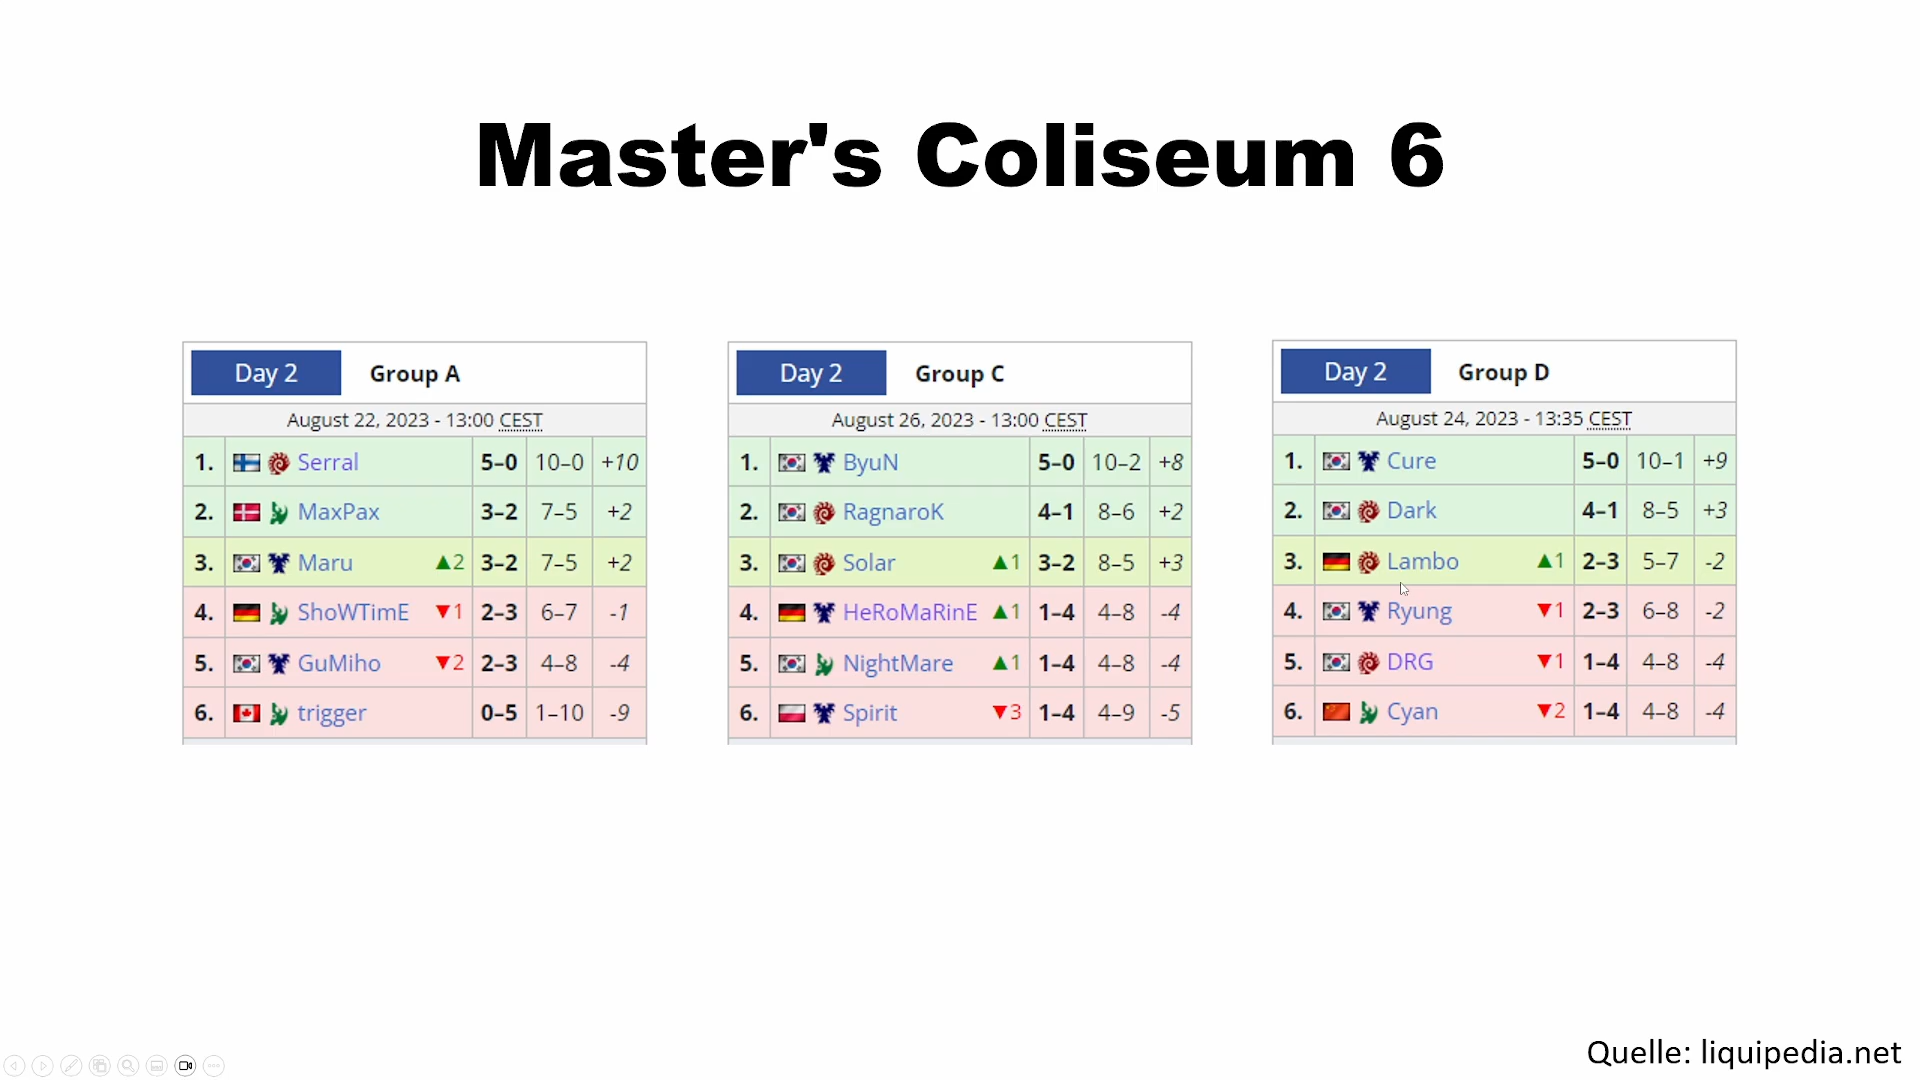 Master's Coliseum 6
Day 2 Group A
August 22, 2023 - 13:00 CEST
1. Serral 5–0 10–0 +10
2. MaxPax 3–2 7–5 +2
3. Maru ▲2 3–2 7–5 +2
4. ShoWTimE ▼1 2–3 6–7 -1
5. GuMiho ▼2 2–3 4–8 -4
6. trigger 0–5 1–10 -9
Day 2 Group C
August 26, 2023 - 13:00 CEST
1. ByuN 5–0 10–2 +8
2. RagnaroK 4–1 8–6 +2
3. Solar ▲1 3–2 8–5 +3
4. HeRoMaRinE ▲1 1–4 4–8 -4
5. NightMare ▲1 1–4 4–8 -4
6. Spirit ▼3 1–4 4–9 -5
Day 2 Group D
August 24, 2023 - 13:35 CEST
1. Cure 5–0 10–1 +9
2. Dark 4–1 8–5 +3
3. Lambo ▲1 2–3 5–7 -2
4. Ryung ▼1 2–3 6–8 -2
5. DRG ▼1 1–4 4–8 -4
6. Cyan ▼2 1–4 4–8 -4
Quelle: liquipedia.net